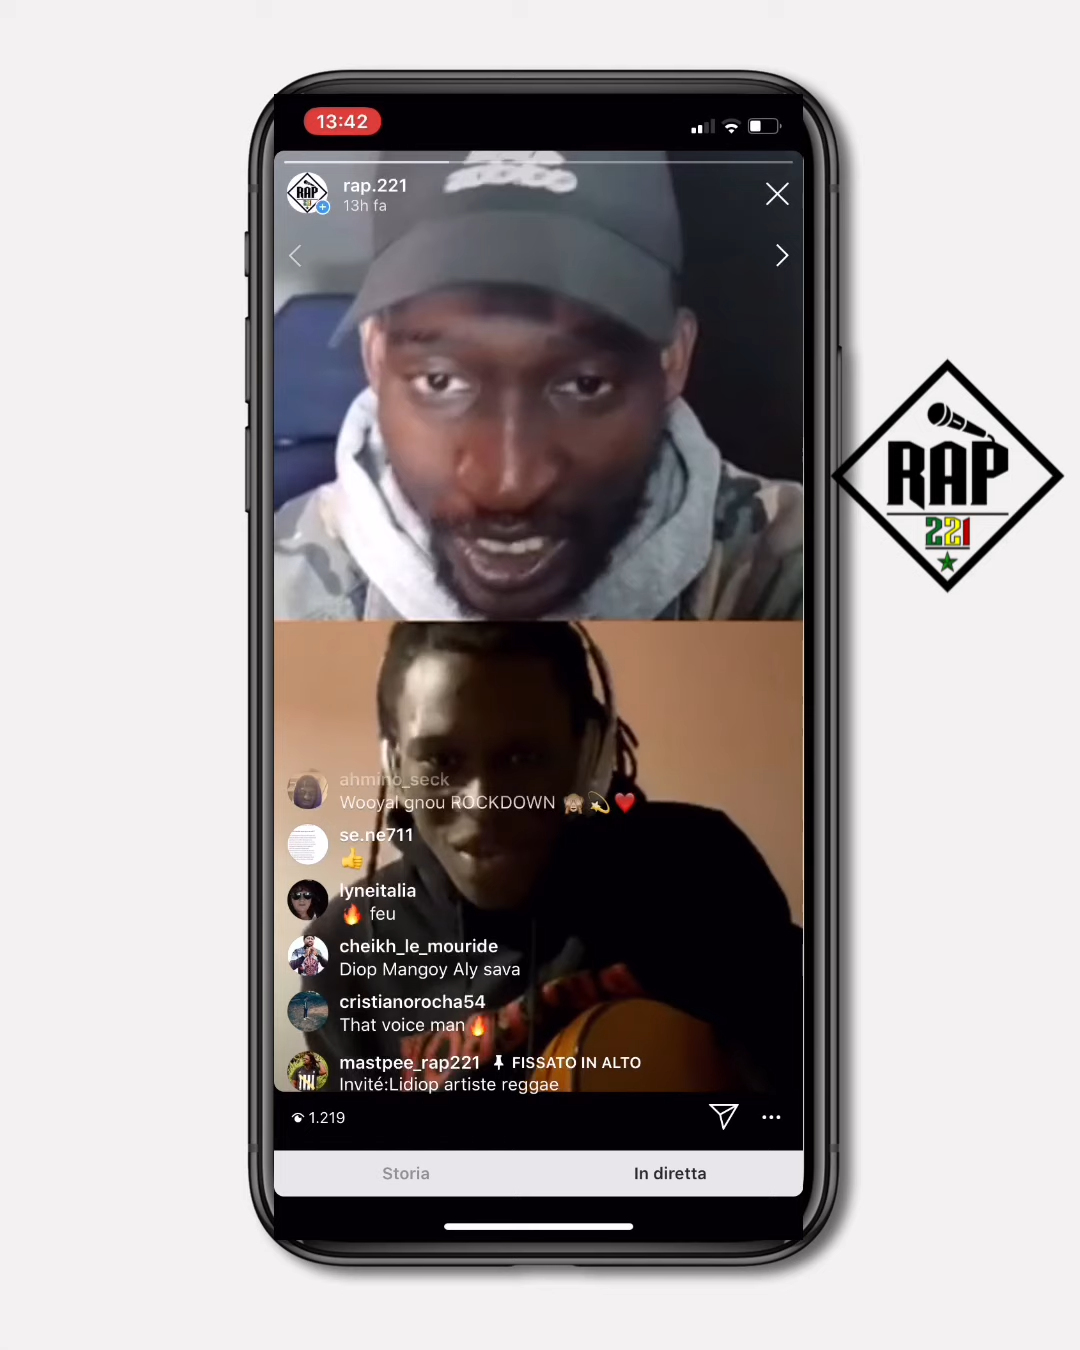 13:42
rap.221
13h fa
RAP
221
ahmino_seck
Wooyal gnou ROCKDOWN 🙈💫❤️
se.ne711
👍
lyneitalia
🔥 feu
cheikh_le_mouride
Diop Mangoy Aly sava
cristianorocha54
That voice man🔥
mastpee_rap221 📌 FISSATO IN ALTO
Invité:Lidiop artiste reggae
1.219
Storia
In diretta
RAP
221